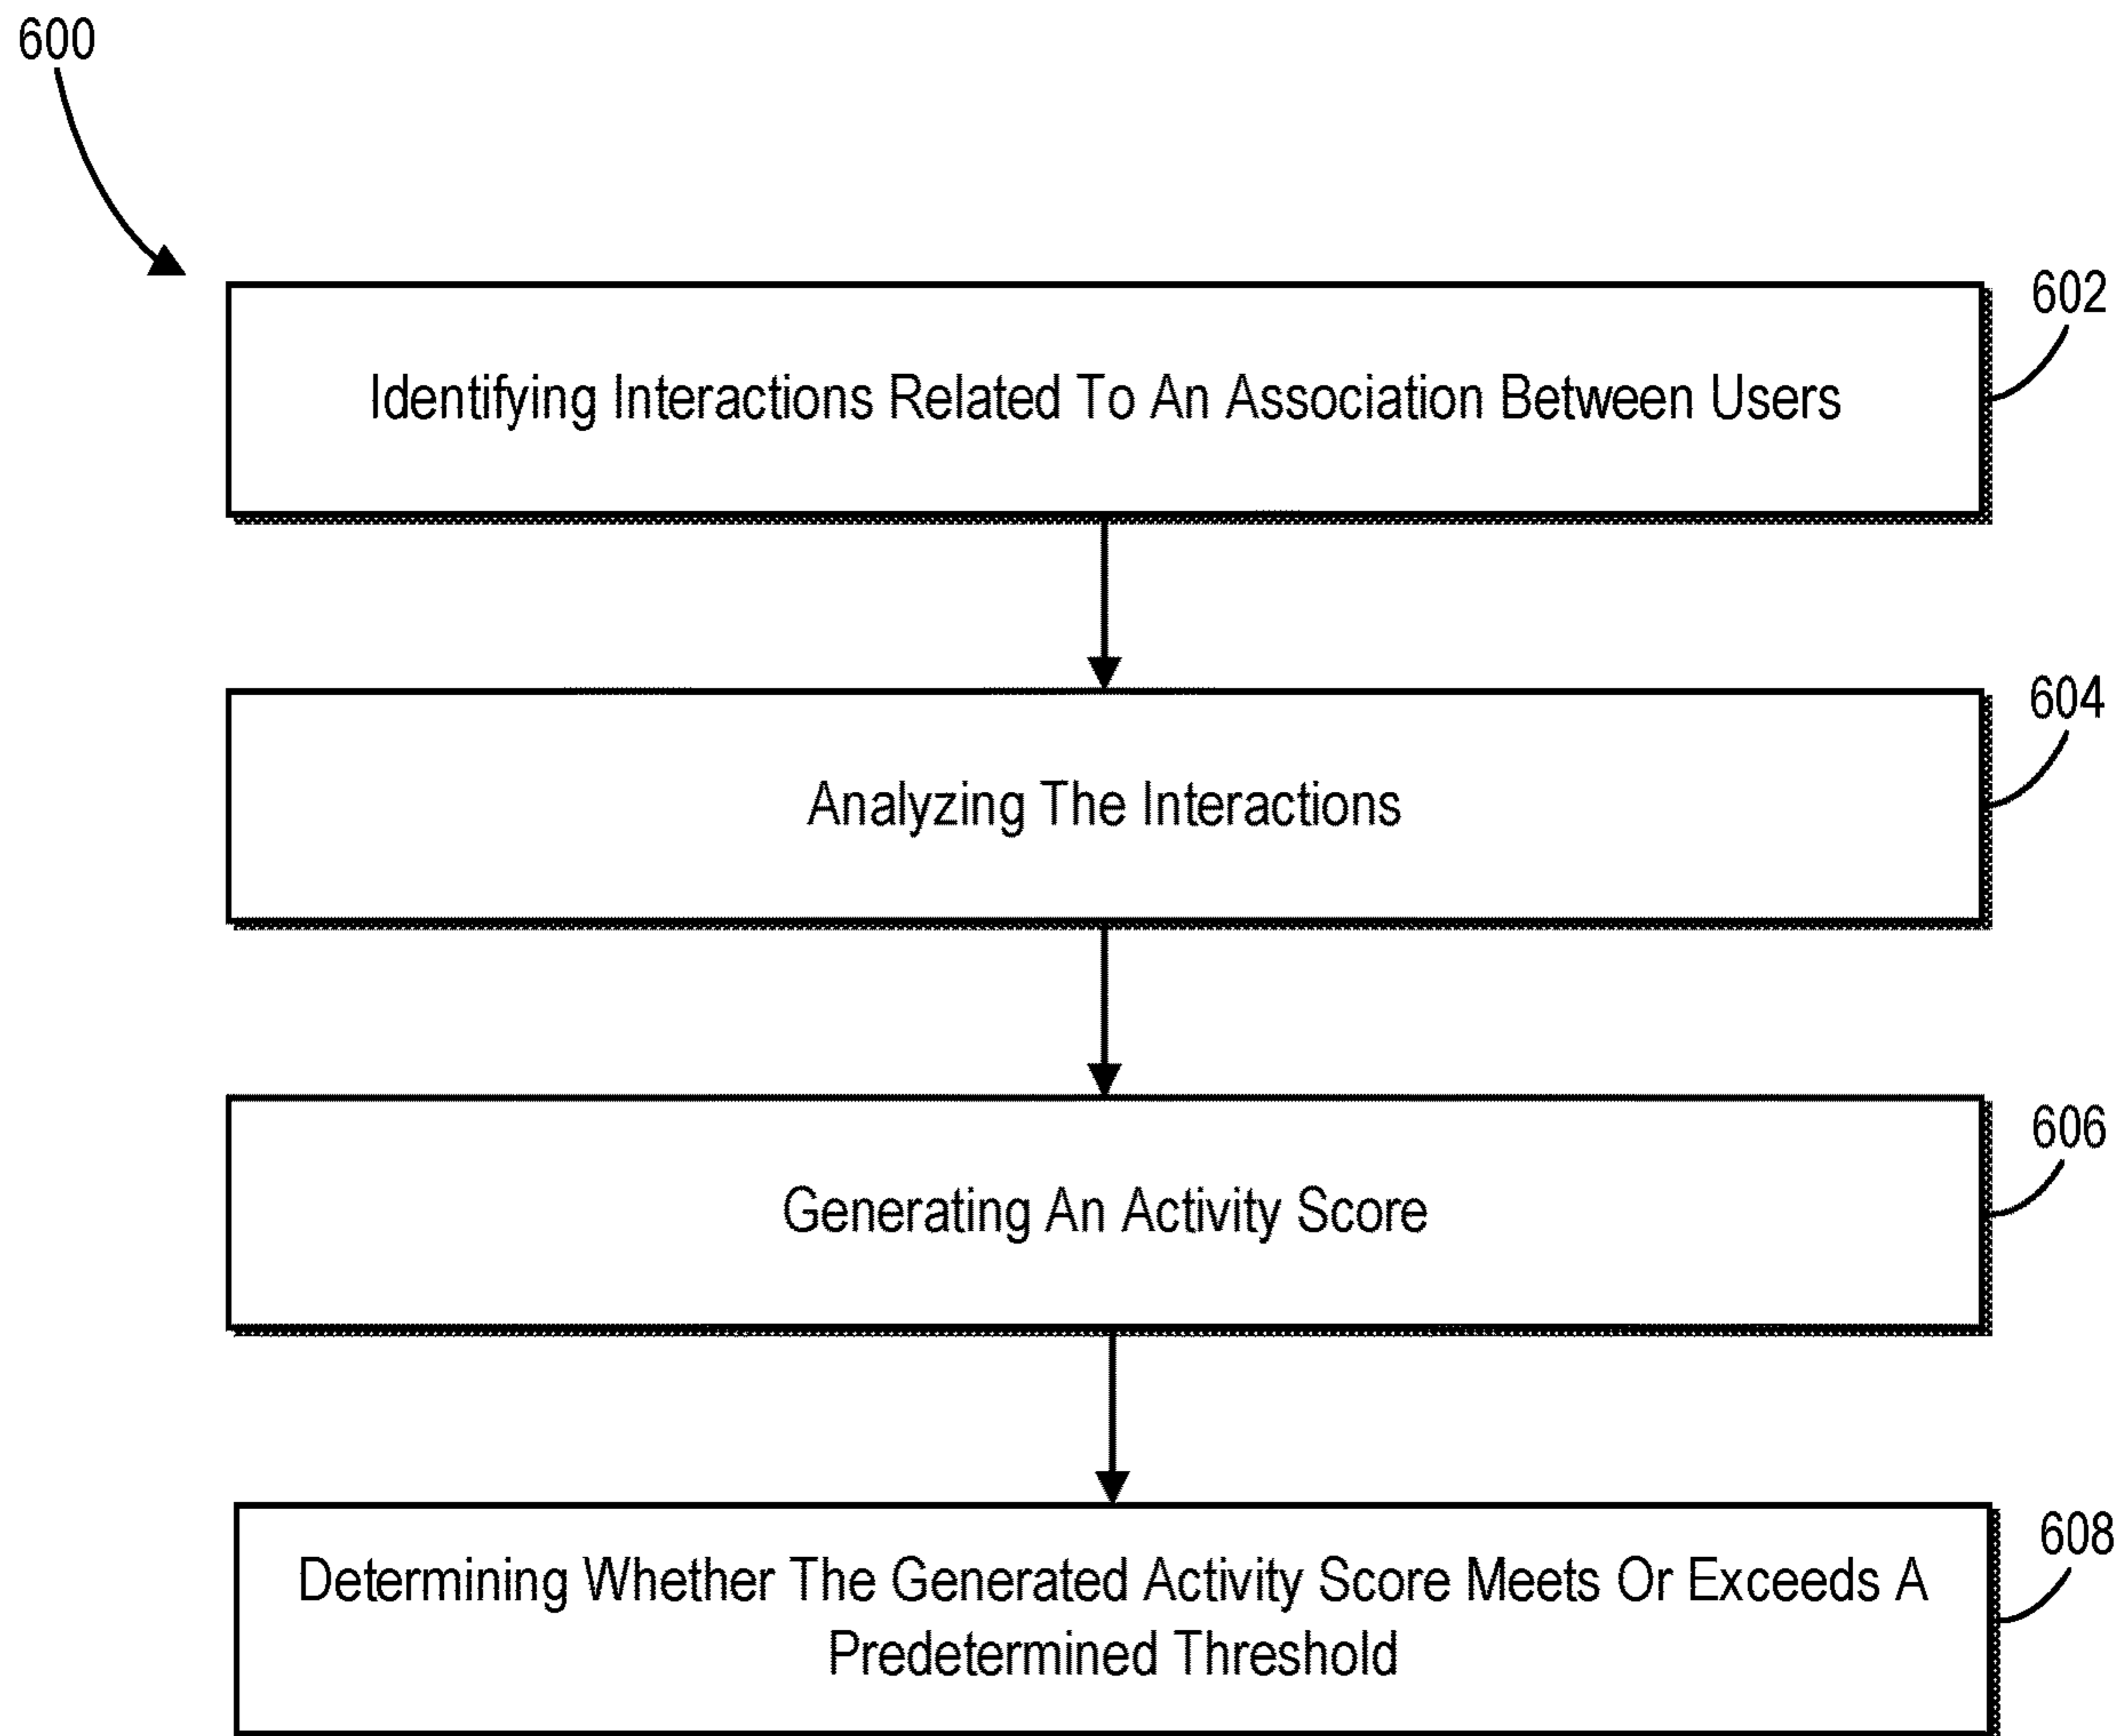 600
602
Identifying Interactions Related To An Association Between Users
604
Analyzing The Interactions
606
Generating An Activity Score
608
Determining Whether The Generated Activity Score Meets Or Exceeds A
Predetermined Threshold